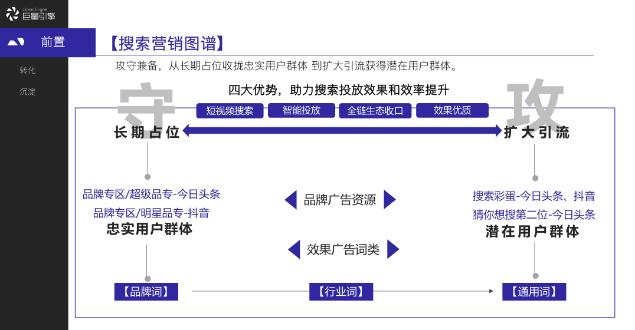 巨量引擎
前置
转化
沉淀
【搜索营销图谱】
攻守兼备，从长期占位收拢忠实用户群体 到扩大引流获得潜在用户群体。
四大优势，助力搜索投放效果和效率提升
守
攻
短视频搜索
智能投放
全链生态收口
效果优质
长期占位
扩大引流
品牌专区/超级品专-今日头条
品牌专区/明星品专-抖音
忠实用户群体
品牌广告资源
搜索彩蛋-今日头条、抖音
猜你想搜第二位-今日头条
潜在用户群体
效果广告词类
【品牌词】
【行业词】
【通用词】